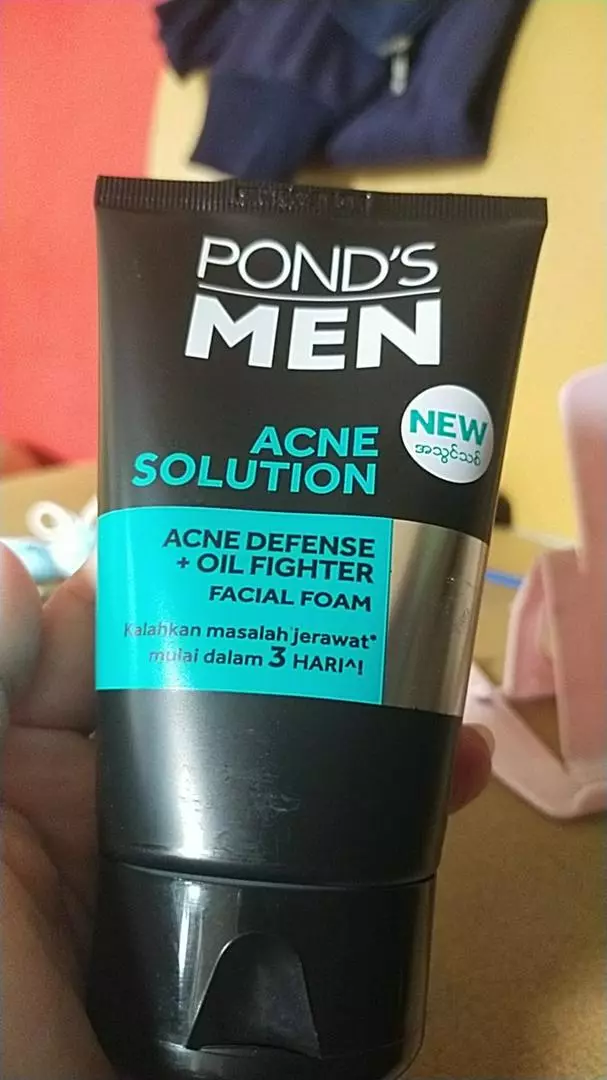 POND'S
MEN
ACNE
SOLUTION
NEW
အသွင်သစ်
ACNE DEFENSE
+ OIL FIGHTER
FACIAL FOAM
Kalahkan masalah jerawat*
mulai dalam 3 HARI^!